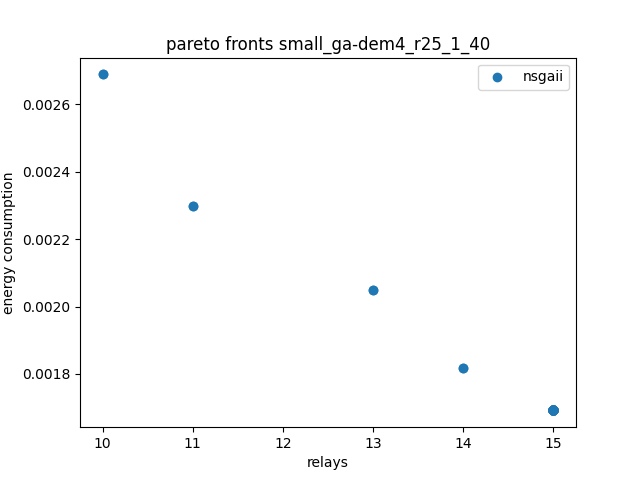 pareto fronts small_ga-dem4_r25_1_40
nsgaii
energy consumption
0.0026
0.0024
0.0022
0.0020
0.0018
10 11 12 13 14 15
relays